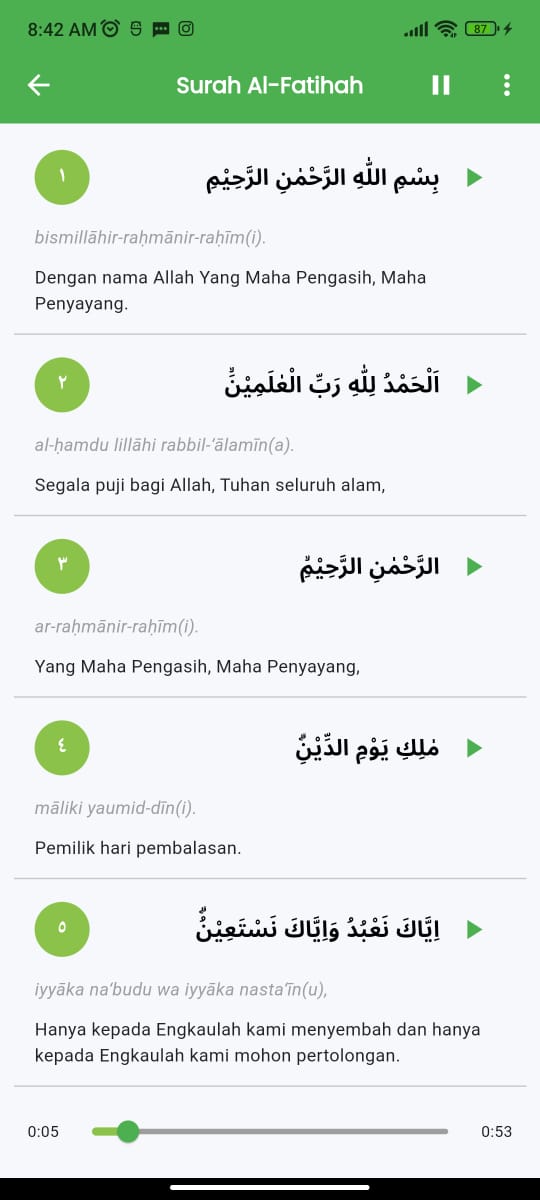 8:42 AM
87
Surah Al-Fatihah
١
بِسْمِ اللّٰهِ الرَّحْمٰنِ الرَّحِيْمِ
bismillāhir-raḥmānir-raḥīm(i).
Dengan nama Allah Yang Maha Pengasih, Maha
Penyayang.
٢
اَلْحَمْدُ لِلّٰهِ رَبِّ الْعٰلَمِيْنَۙ
al-ḥamdu lillāhi rabbil-‘ālamīn(a).
Segala puji bagi Allah, Tuhan seluruh alam,
٣
الرَّحْمٰنِ الرَّحِيْمِۙ
ar-raḥmānir-raḥīm(i).
Yang Maha Pengasih, Maha Penyayang,
٤
مٰلِكِ يَوْمِ الدِّيْنِۗ
māliki yaumid-dīn(i).
Pemilik hari pembalasan.
٥
اِيَّاكَ نَعْبُدُ وَاِيَّاكَ نَسْتَعِيْنُۗ
iyyāka na‘budu wa iyyāka nasta‘īn(u),
Hanya kepada Engkaulah kami menyembah dan hanya
kepada Engkaulah kami mohon pertolongan.
0:05
0:53